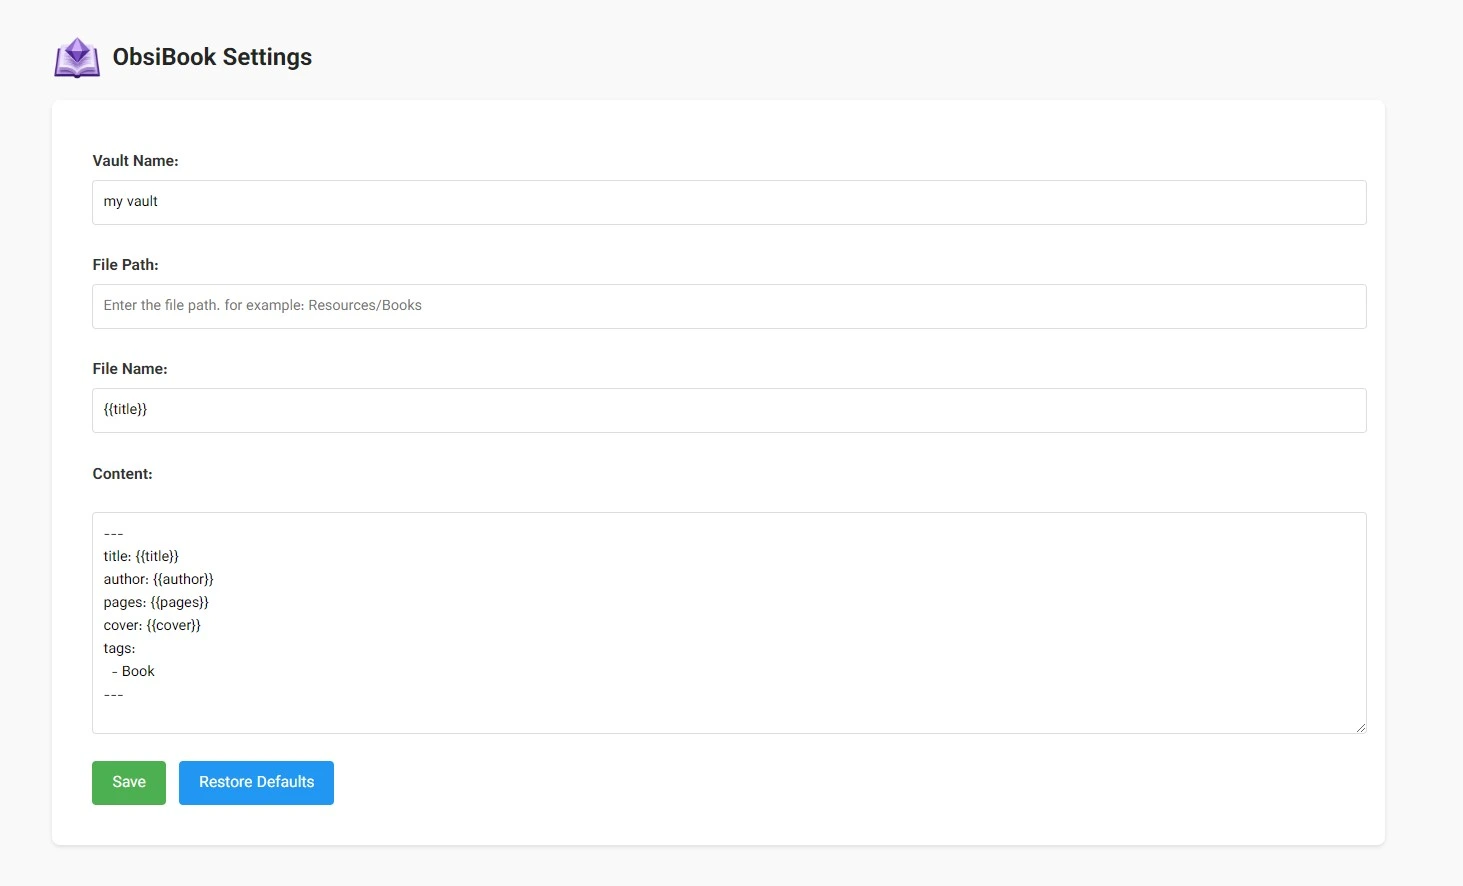 ObsiBook Settings
Vault Name:
my vault
File Path:
Enter the file path. for example: Resources/Books
File Name:
{{title}}
Content:
---
title: {{title}}
author: {{author}}
pages: {{pages}}
cover: {{cover}}
tags:
  - Book
---
Save
Restore Defaults